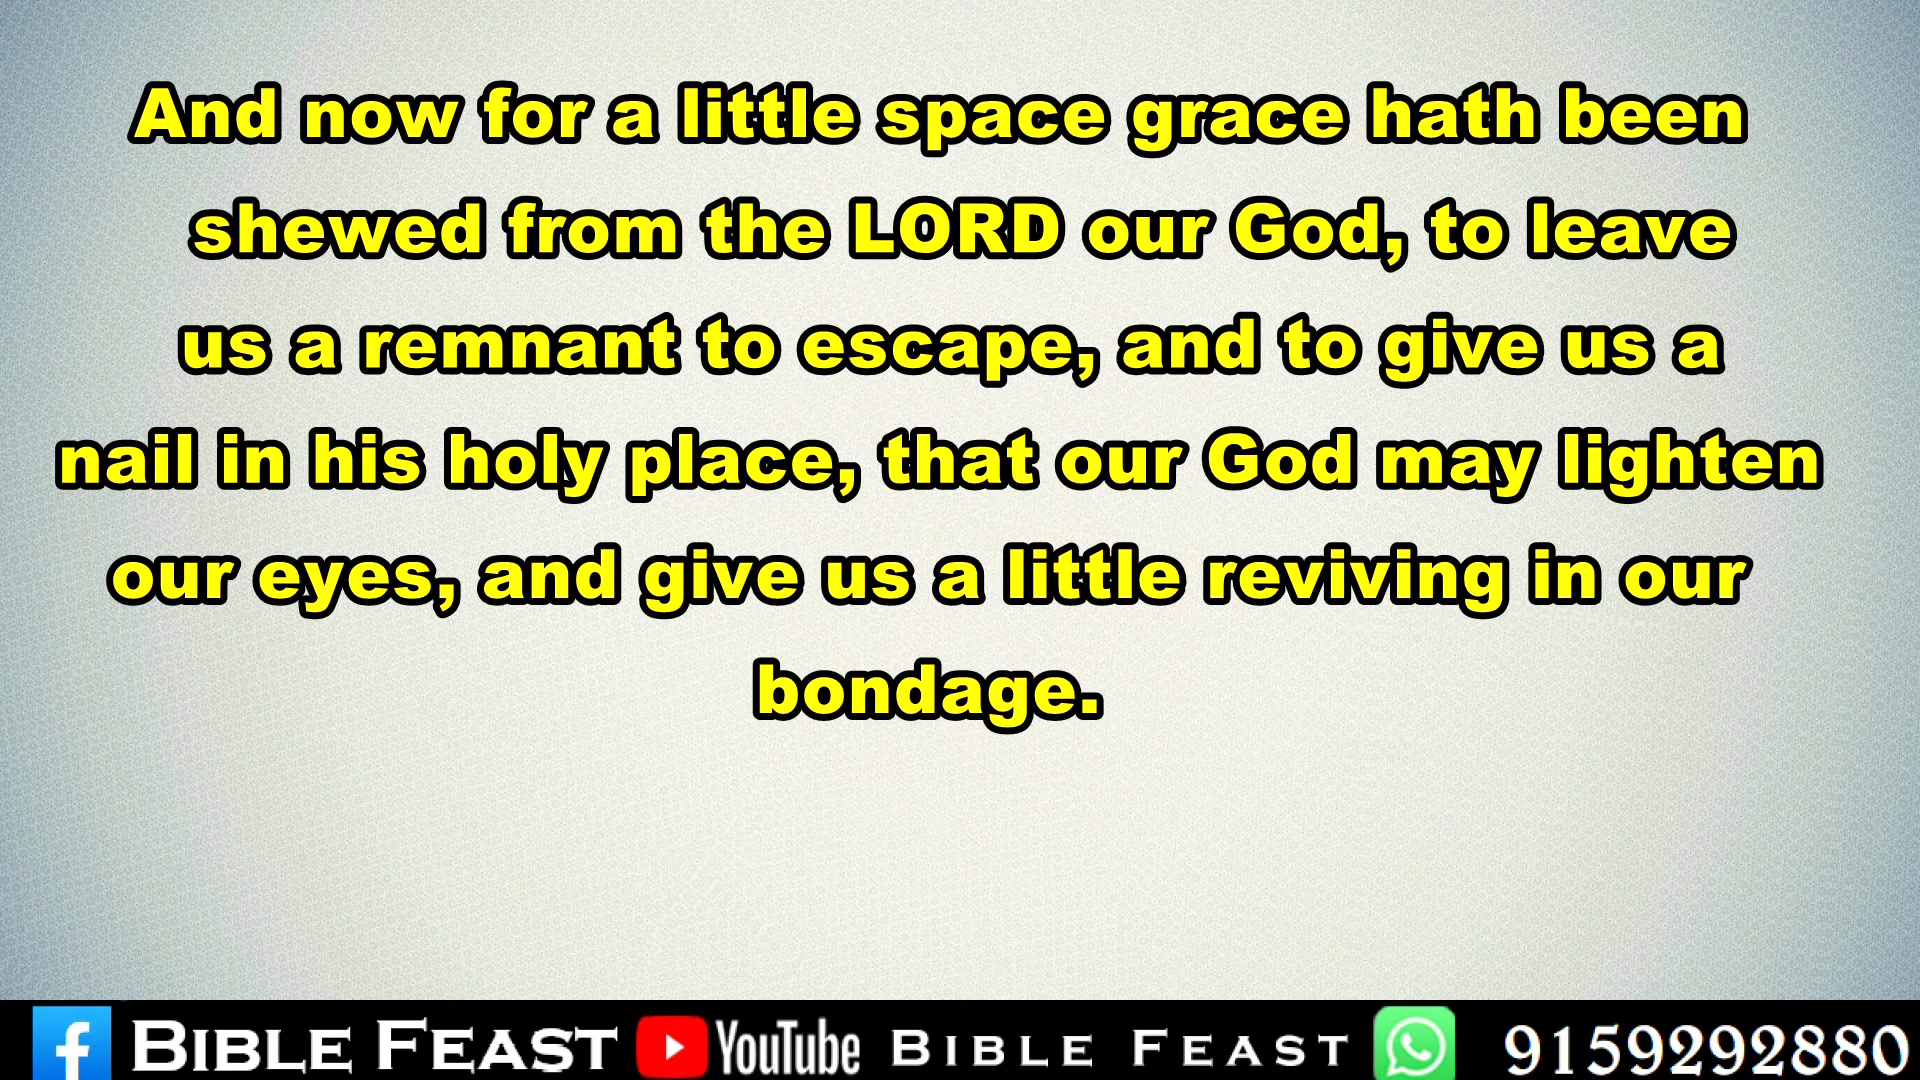 And now for a little space grace hath been
shewed from the LORD our God, to leave
us a remnant to escape, and to give us a
nail in his holy place, that our God may lighten
our eyes, and give us a little reviving in our
bondage.
f BIBLE FEAST YouTube BIBLE FEAST 9159292880